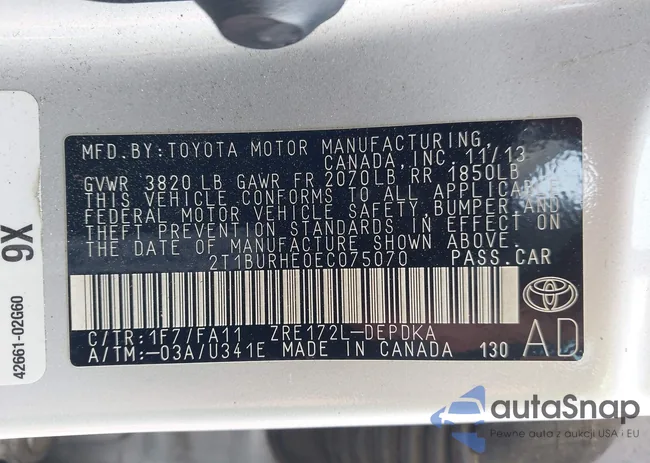 MFD. BY: TOYOTA MOTOR MANUFACTURING,
CANADA, INC. 11/13
GVWR 3820 LB GAWR FR 2070LB, RR 1850LB
THIS VEHICLE CONFORMS TO ALL APPLICABLE
FEDERAL MOTOR VEHICLE SAFETY, BUMPER AND
THEFT PREVENTION STANDARDS IN EFFECT ON
THE DATE OF MANUFACTURE SHOWN ABOVE.
2T1BURHE0EC075070 PASS.CAR
C/TR:1F7/FA11 ZRE172L-DEPDKA
A/TM:-03A/U341E MADE IN CANADA 130
AD
9X
42661-02G60
autoSnap
Pewne auta z aukcji USA i EU